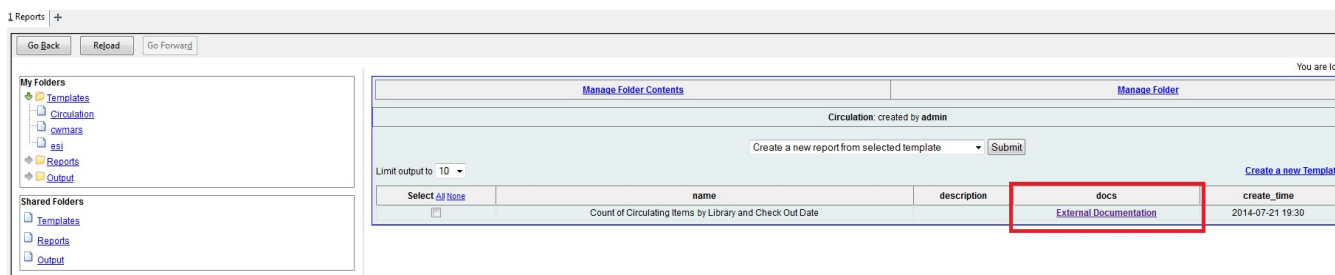 1 Reports +
Go Back Reload Go Forward
You are lo
My Folders
Templates
Circulation
cwmars
esi
Reports
Output
Shared Folders
Templates
Reports
Output
Manage Folder Contents Manage Folder
Circulation: created by admin
Create a new report from selected template Submit
Limit output to 10 Create a new Templat
Select All None name description docs create_time
Count of Circulating Items by Library and Check Out Date External Documentation 2014-07-21 19:30